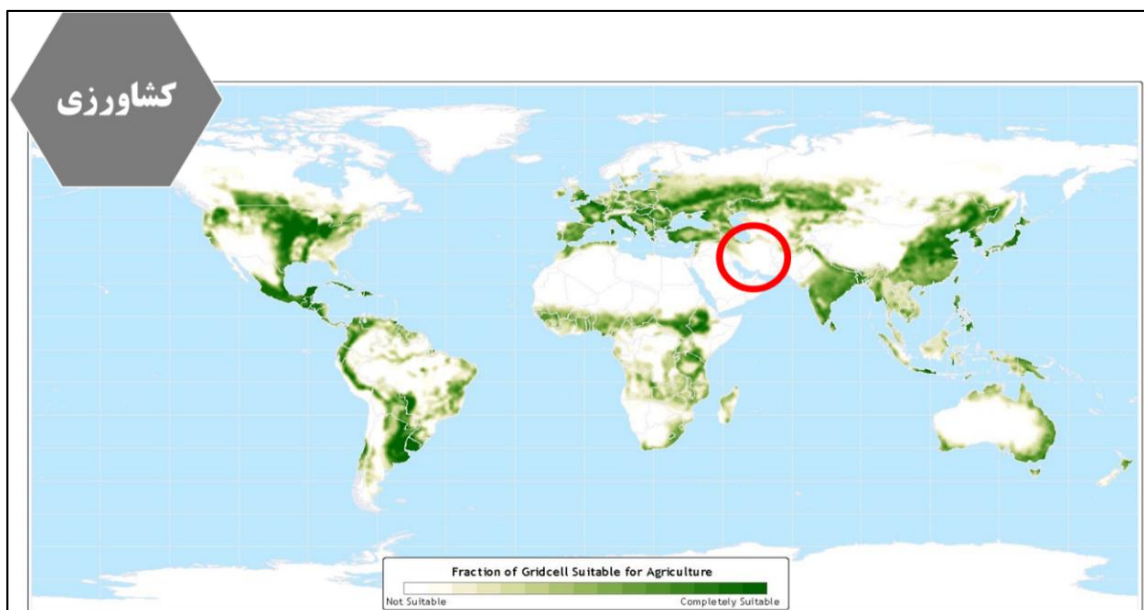 کشاورزی
Fraction of Gridcell Suitable for Agriculture
Not Suitable
Completely Suitable